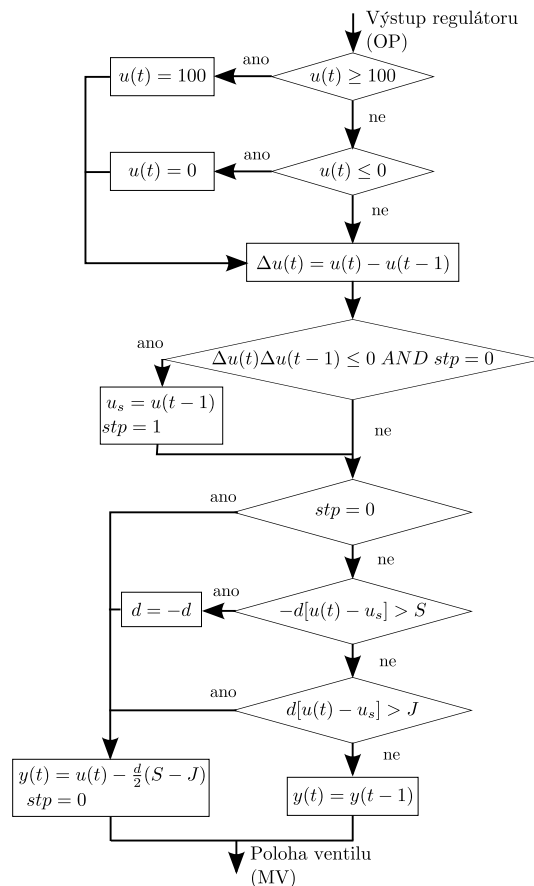 Výstup regulátoru
(OP)
u(t) ≥ 100
ano
u(t) = 100
ne
u(t) ≤ 0
ano
u(t) = 0
ne
Δu(t) = u(t) − u(t−1)
Δu(t)Δu(t − 1) ≤ 0 AND stp = 0
ano
u_s = u(t − 1)
stp = 1
ne
stp = 0
ano
ne
−d[u(t) − u_s] > S
ano
d = −d
ne
d[u(t) − u_s] > J
ano
ne
y(t) = u(t) − d/2(S − J)
stp = 0
y(t) = y(t − 1)
Poloha ventilu
(MV)